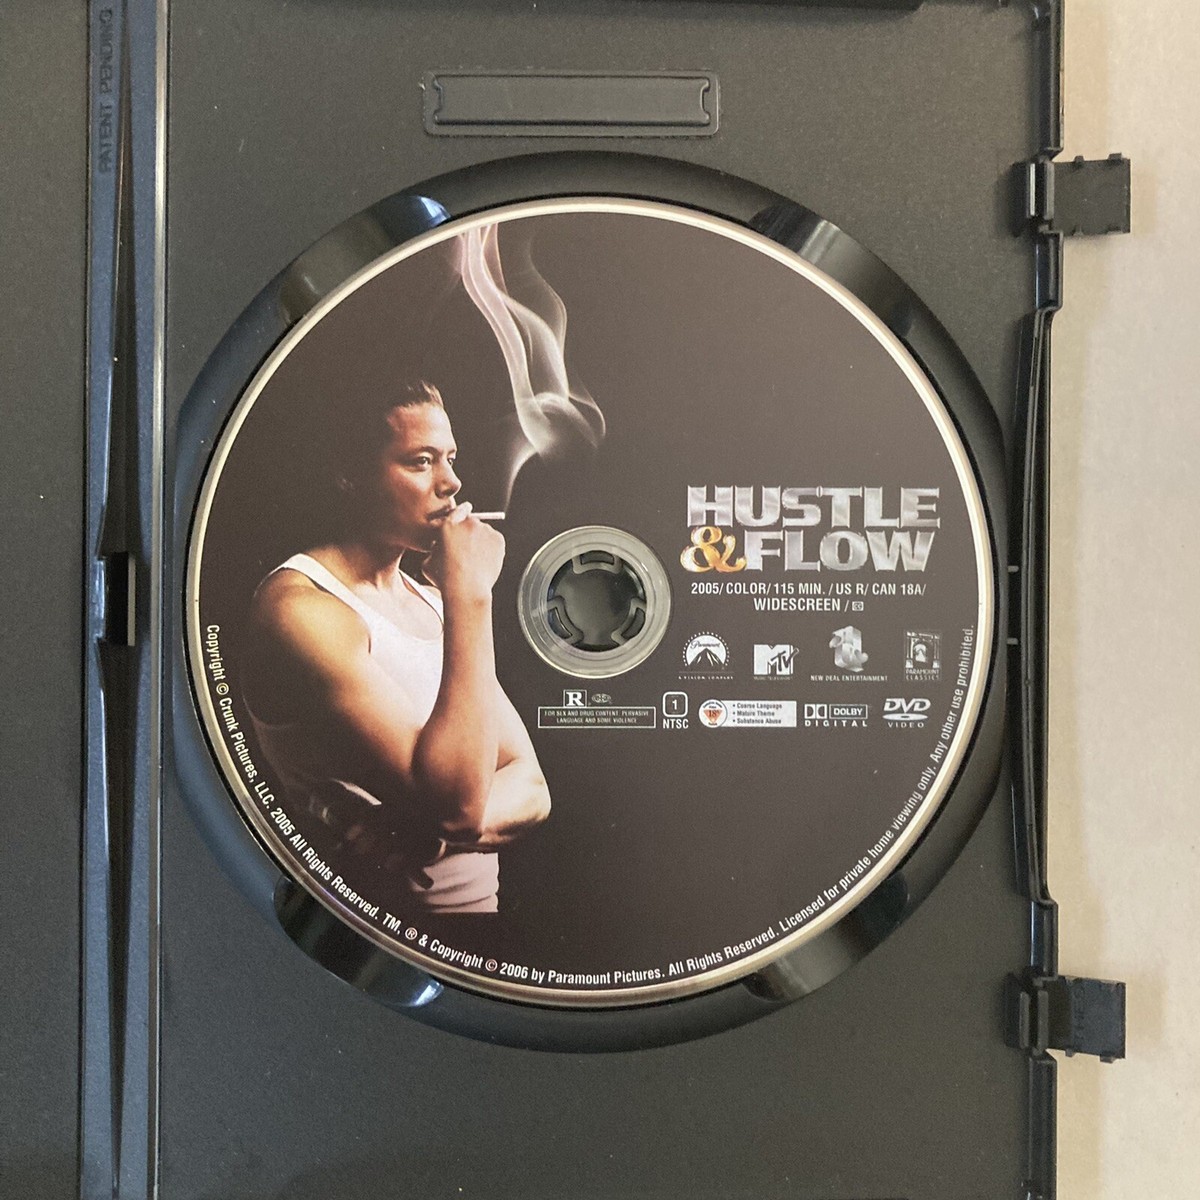 PATENT PENDING
HUSTLE
& FLOW
2005/ COLOR/ 115 MIN. / US R/ CAN 18A/
WIDESCREEN /
Paramount
MTV
NEW DEAL ENTERTAINMENT
PARAMOUNT
CLASSICS
R
FOR SEX AND DRUG CONTENT, PERVASIVE
LANGUAGE AND SOME VIOLENCE
1
NTSC
18
• Coarse Language
• Mature Theme
• Substance Abuse
DOLBY
DIGITAL
DVD
VIDEO
Copyright © Crunk Pictures, LLC. 2005 All Rights Reserved. TM, ® & Copyright © 2006 by Paramount Pictures. All Rights Reserved. Licensed for private home viewing only. Any other use prohibited.